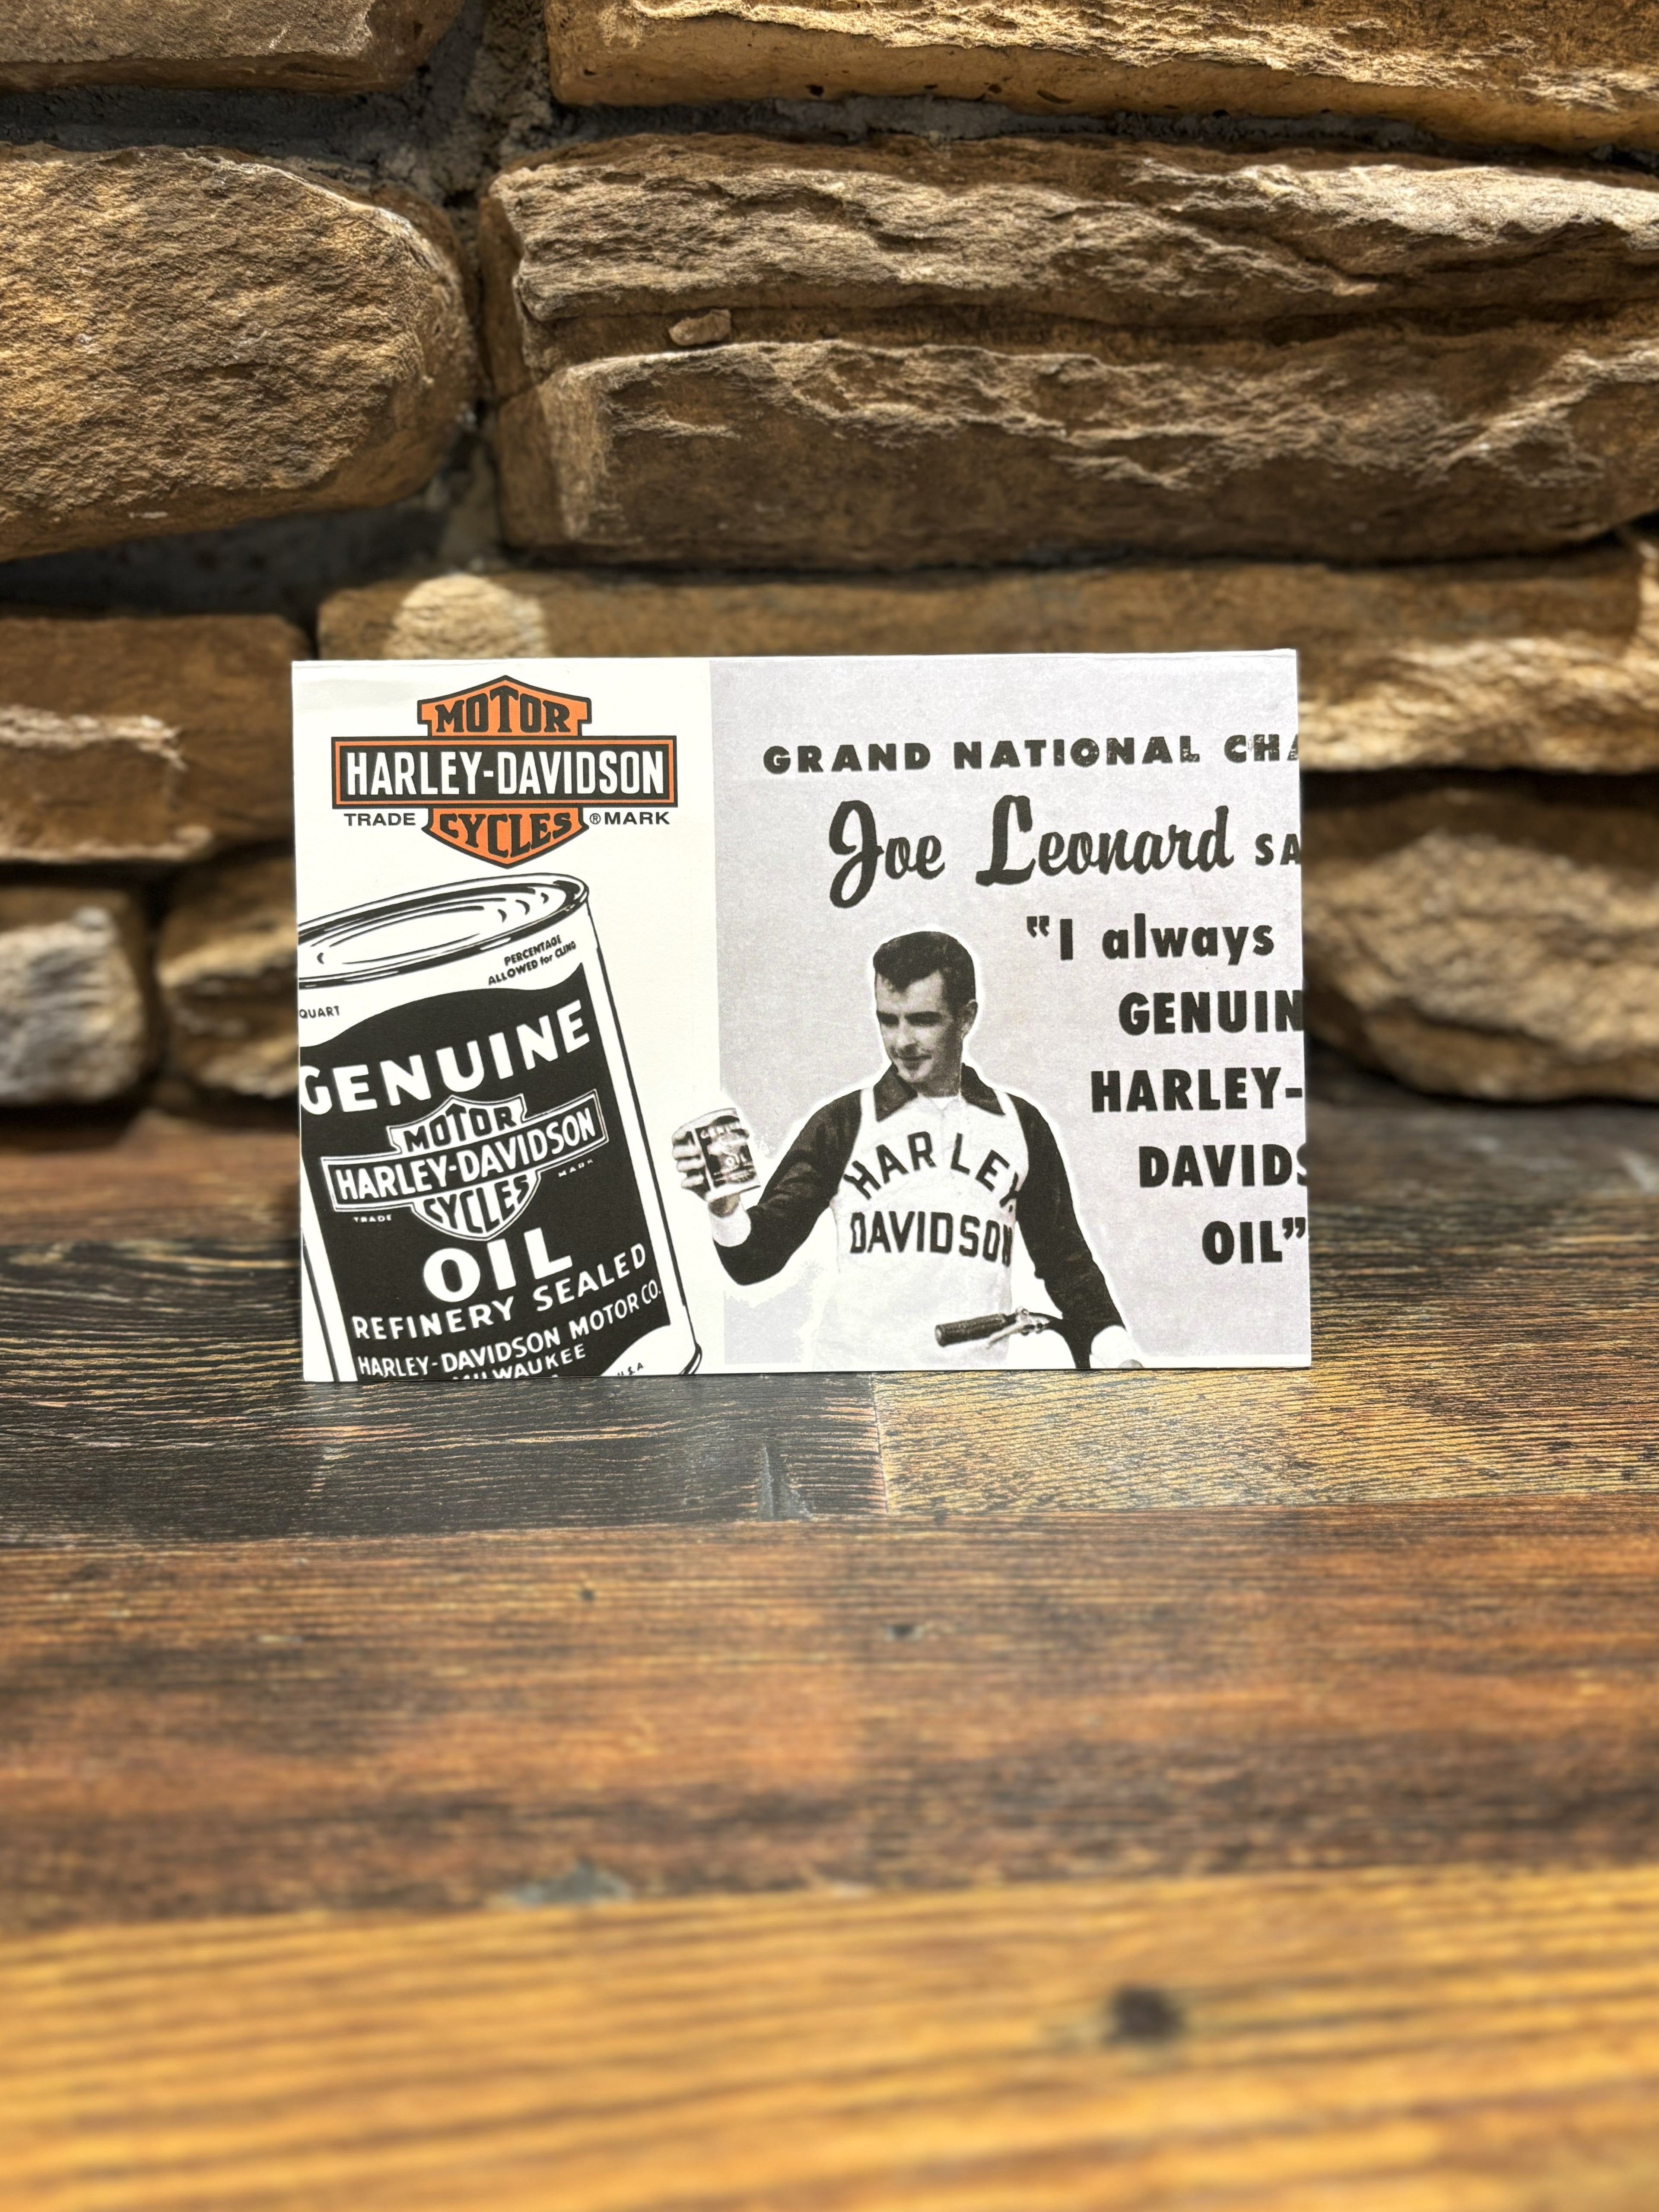 MOTOR
HARLEY-DAVIDSON
TRADE CYCLES ® MARK
PERCENTAGE
ALLOWED for CLING
QUART
GENUINE
MOTOR
HARLEY-DAVIDSON
TRADE CYCLES MARK
OIL
REFINERY SEALED
HARLEY-DAVIDSON MOTOR CO.
MILWAUKEE
U.S.A
GRAND NATIONAL CHA
Joe Leonard SA
"I always
GENUIN
HARLEY-
DAVIDS
OIL"
OIL
HARLEY
DAVIDSON